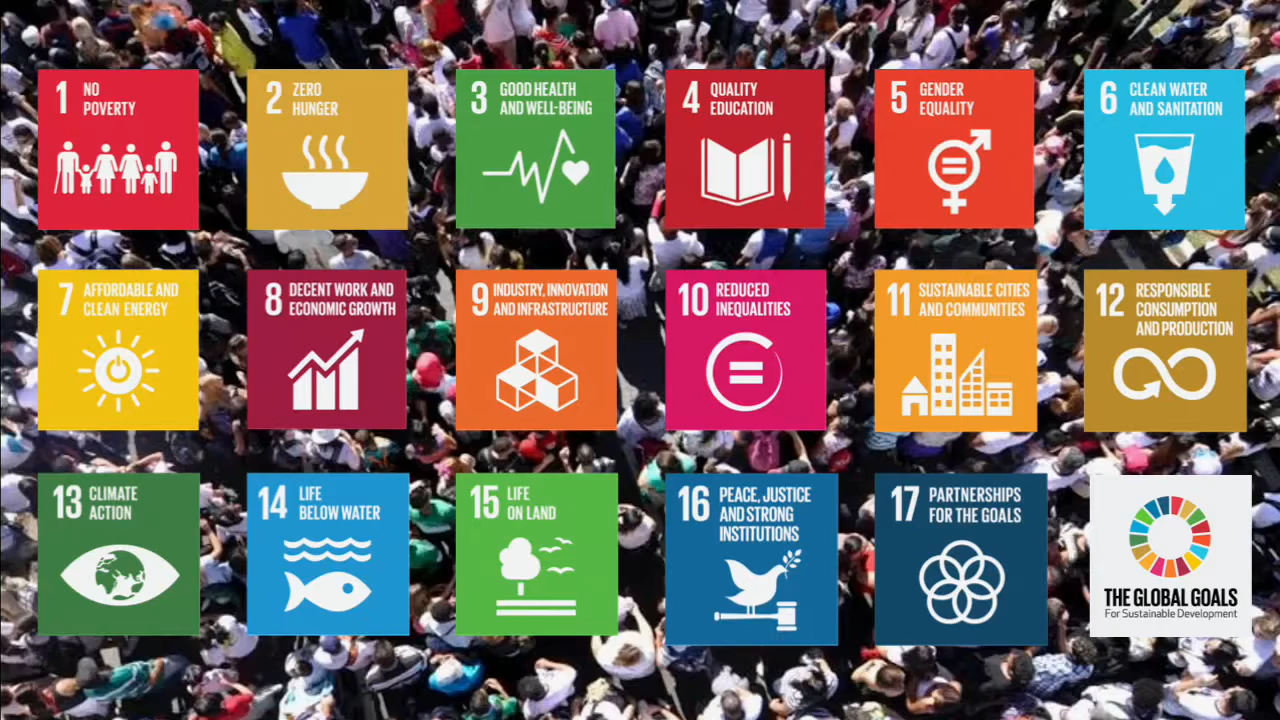 1 NO
POVERTY
2 ZERO
HUNGER
3 GOOD HEALTH
AND WELL-BEING
4 QUALITY
EDUCATION
5 GENDER
EQUALITY
6 CLEAN WATER
AND SANITATION
7 AFFORDABLE AND
CLEAN ENERGY
8 DECENT WORK AND
ECONOMIC GROWTH
9 INDUSTRY, INNOVATION
AND INFRASTRUCTURE
10 REDUCED
INEQUALITIES
11 SUSTAINABLE CITIES
AND COMMUNITIES
12 RESPONSIBLE
CONSUMPTION
AND PRODUCTION
13 CLIMATE
ACTION
14 LIFE
BELOW WATER
15 LIFE
ON LAND
16 PEACE, JUSTICE
AND STRONG
INSTITUTIONS
17 PARTNERSHIPS
FOR THE GOALS
THE GLOBAL GOALS
For Sustainable Development